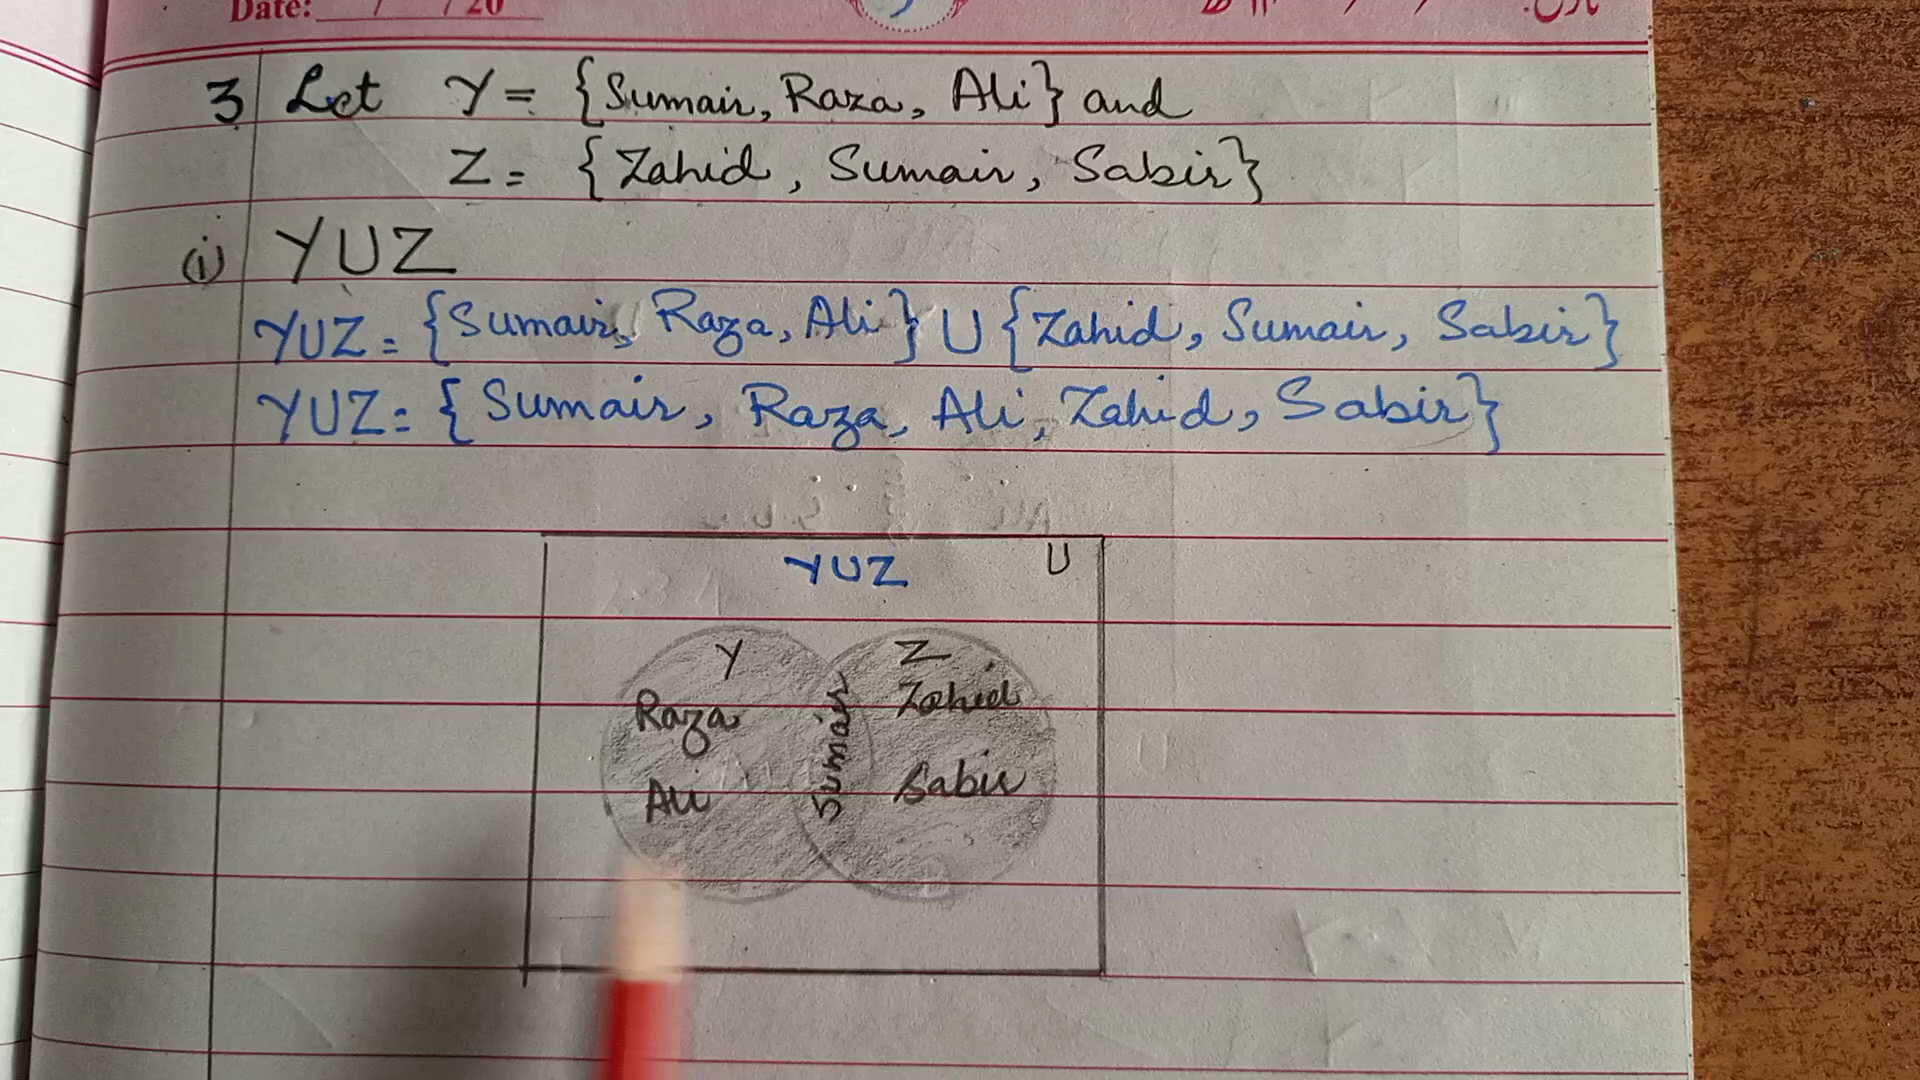 Date: / /20
3 Let Y = {Sumair, Raza, Ali} and
Z = {Zahid, Sumair, Sabir}
(i) YUZ
YUZ = {Sumair, Raza, Ali} U {Zahid, Sumair, Sabir}
YUZ = {Sumair, Raza, Ali, Zahid, Sabir}
YUZ U
Y Z
Raza Sumair Zahid
Ali Sabir